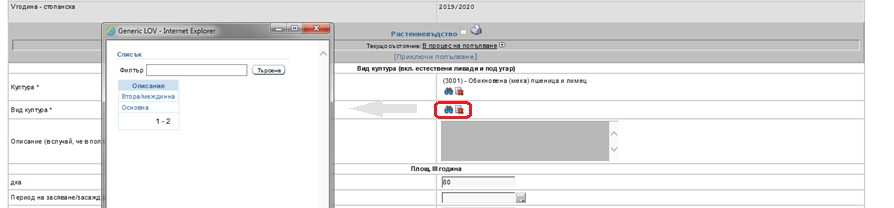 Vгодина - стопанска
2019/2020
Generic LOV - Internet Explorer
Растениевъдство
Текущо състояние: В процес на попълване
[Приключи попълване]
Списък
Филтър
Търсене
Описание
Втора/междинна
Основна
1 - 2
Вид култура (вкл. естествени ливади и под угар)
Култура *
(3001) - Обикновена (мека) пшеница и лимец
Вид култура *
Описание (в случай, че в пол
Площ, III година
дка
80
Период на засяване/засажд